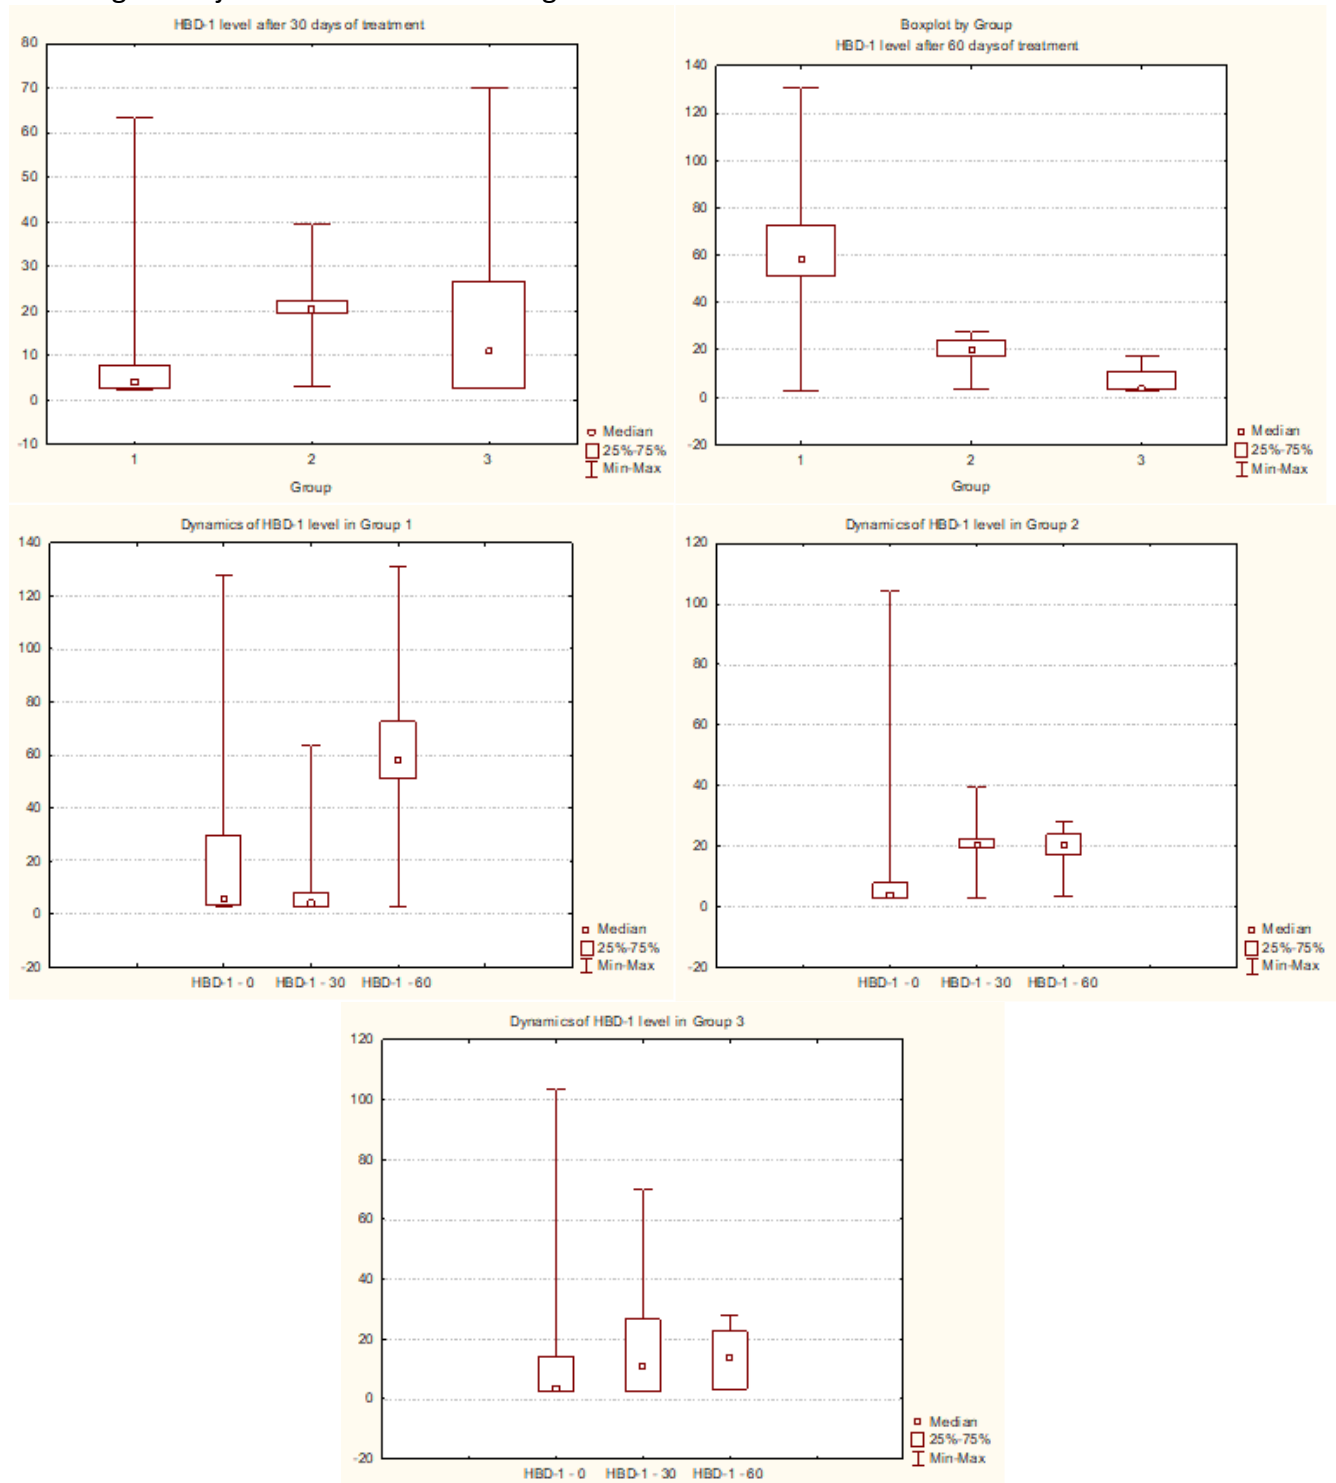 HBD-1 level after 30 days of treatment
80
70
60
50
40
30
20
10
0
-10
1 2 3
Group
Median
25%-75%
Min-Max
Boxplot by Group
HBD-1 level after 60 daysof treatment
140
120
100
80
60
40
20
0
-20
1 2 3
Group
Median
25%-75%
Min-Max
Dynamics of HBD-1 level in Group 1
140
120
100
80
60
40
20
0
-20
HBD-1 - 0 HBD-1 - 30 HBD-1 - 60
Median
25%-75%
Min-Max
Dynamicsof HBD-1 level in Group 2
120
100
80
60
40
20
0
-20
HBD-1 - 0 HBD-1 - 30 HBD-1 - 60
Median
25%-75%
Min-Max
Dynamicsof HBD-1 level in Group 3
120
100
80
60
40
20
0
-20
HBD-1 - 0 HBD-1 - 30 HBD-1 - 60
Median
25%-75%
Min-Max